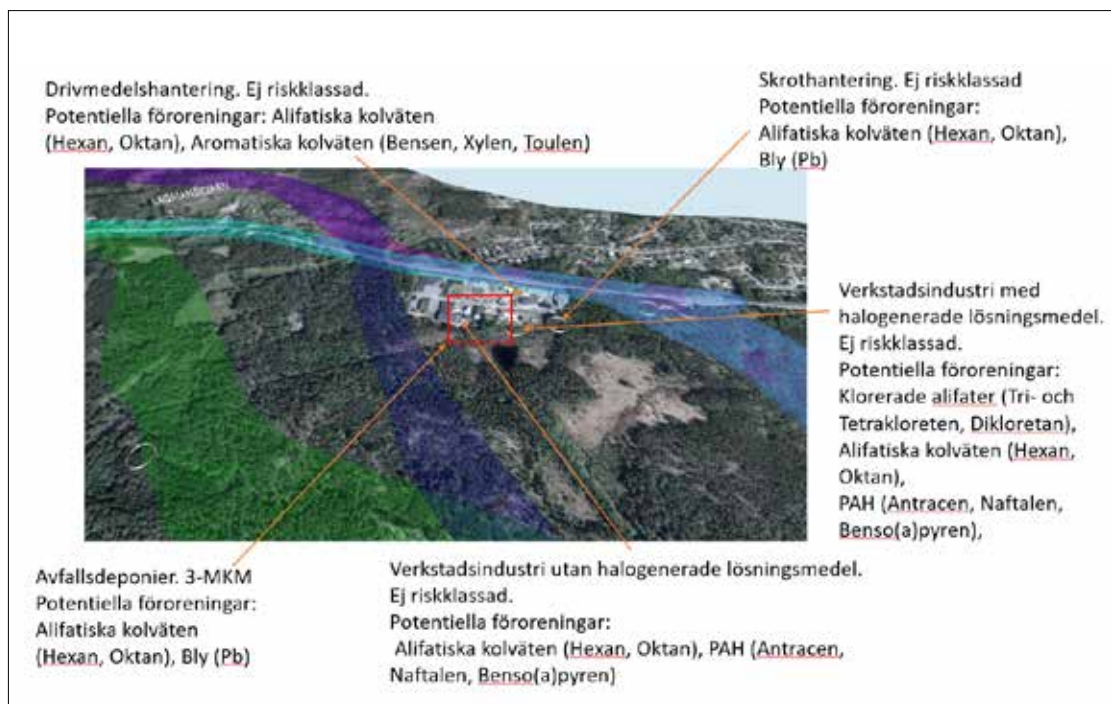 Drivmedelshantering. Ej riskklassad.
Potentiella föroreningar: Alifatiska kolväten
(Hexan, Oktan), Aromatiska kolväten (Bensen, Xylen, Toulen)
Skrothantering. Ej riskklassad
Potentiella föroreningar:
Alifatiska kolväten (Hexan, Oktan),
Bly (Pb)
Verkstadsindustri med
halogenerade lösningsmedel.
Ej riskklassad.
Potentiella föroreningar:
Klorerade alifater (Tri- och
Tetrakloreten, Dikloretan),
Alifatiska kolväten (Hexan,
Oktan),
PAH (Antracen, Naftalen,
Benso(a)pyren),
Avfallsdeponier. 3-MKM
Potentiella föroreningar:
Alifatiska kolväten
(Hexan, Oktan), Bly (Pb)
Verkstadsindustri utan halogenerade lösningsmedel.
Ej riskklassad.
Potentiella föroreningar:
Alifatiska kolväten (Hexan, Oktan), PAH (Antracen,
Naftalen, Benso(a)pyren)